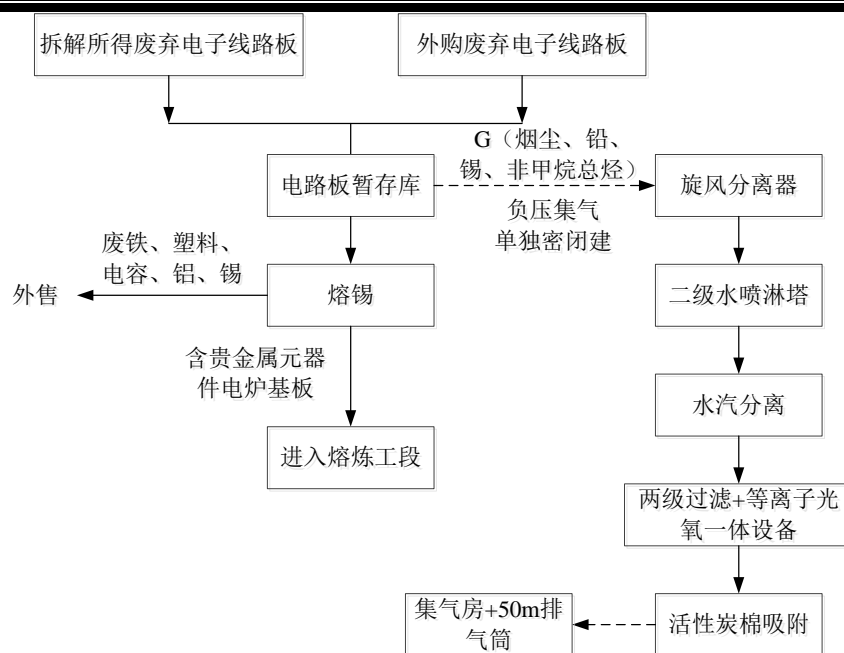 拆解所得废弃电子线路板
外购废弃电子线路板
G（烟尘、铅、
锡、非甲烷总烃）
电路板暂存库
旋风分离器
负压集气
单独密闭建
废铁、塑料、
电容、铝、锡
外售
熔锡
二级水喷淋塔
含贵金属元器
件电炉基板
水汽分离
进入熔炼工段
两级过滤+等离子光
氧一体设备
集气房+50m排
气筒
活性炭棉吸附